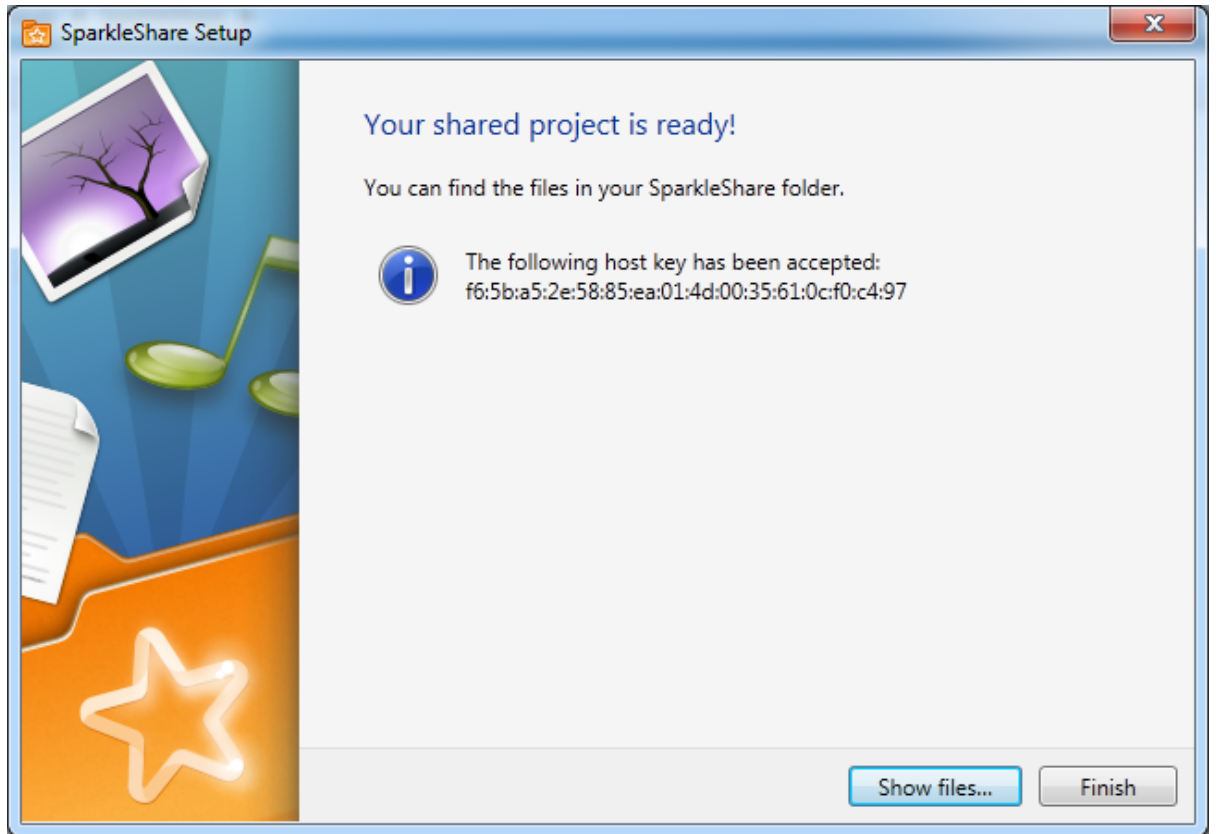 SparkleShare Setup
Your shared project is ready!
You can find the files in your SparkleShare folder.
The following host key has been accepted:
f6:5b:a5:2e:58:85:ea:01:4d:00:35:61:0c:f0:c4:97
Show files...
Finish